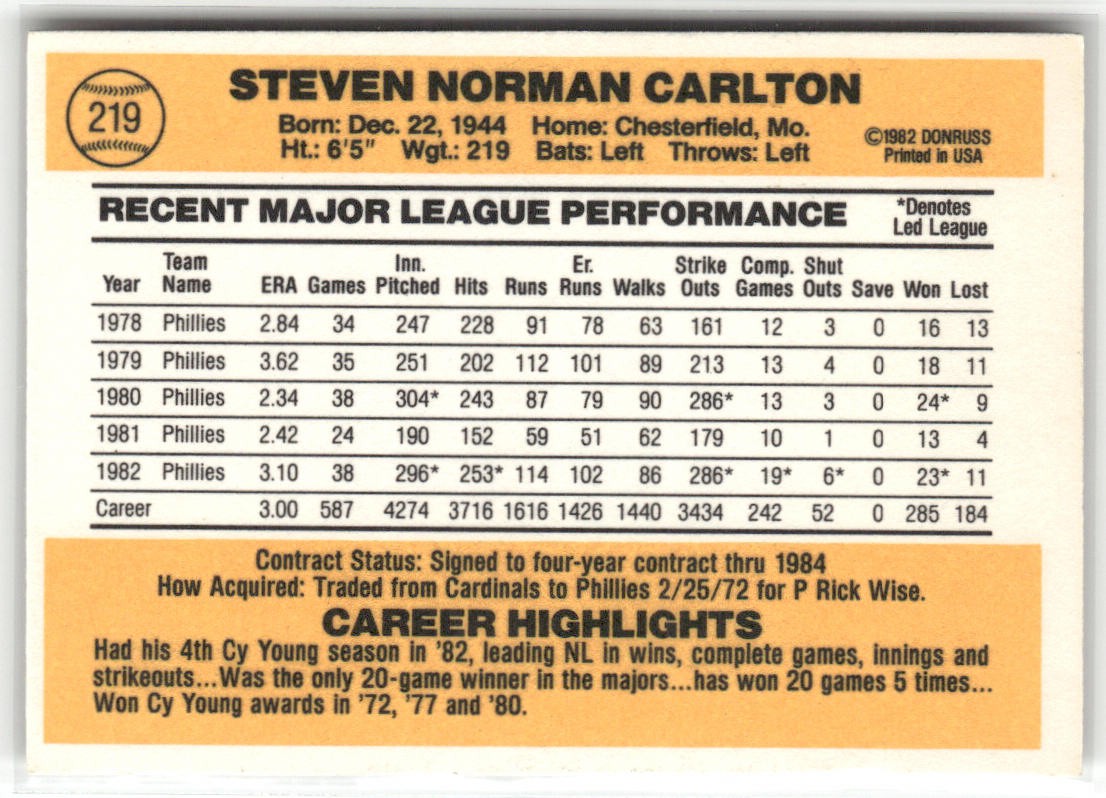 219
STEVEN NORMAN CARLTON
Born: Dec. 22, 1944 Home: Chesterfield, Mo.
Ht.: 6'5" Wgt.: 219 Bats: Left Throws: Left
©1982 DONRUSS
Printed in USA
RECENT MAJOR LEAGUE PERFORMANCE
*Denotes
Led League
Year Team Name ERA Games Inn. Pitched Hits Runs Er. Runs Walks Strike Outs Comp. Games Shut Outs Save Won Lost
1978 Phillies 2.84 34 247 228 91 78 63 161 12 3 0 16 13
1979 Phillies 3.62 35 251 202 112 101 89 213 13 4 0 18 11
1980 Phillies 2.34 38 304* 243 87 79 90 286* 13 3 0 24* 9
1981 Phillies 2.42 24 190 152 59 51 62 179 10 1 0 13 4
1982 Phillies 3.10 38 296* 253* 114 102 86 286* 19* 6* 0 23* 11
Career 3.00 587 4274 3716 1616 1426 1440 3434 242 52 0 285 184
Contract Status: Signed to four-year contract thru 1984
How Acquired: Traded from Cardinals to Phillies 2/25/72 for P Rick Wise.
CAREER HIGHLIGHTS
Had his 4th Cy Young season in '82, leading NL in wins, complete games, innings and
strikeouts...Was the only 20-game winner in the majors...has won 20 games 5 times...
Won Cy Young awards in '72, '77 and '80.